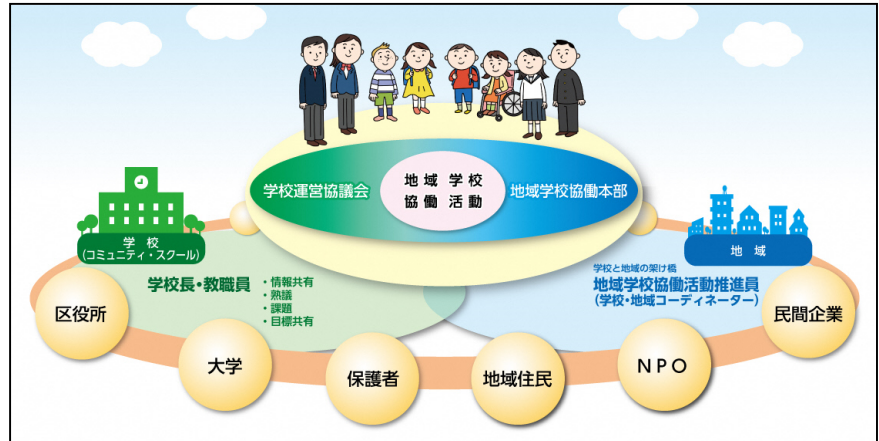 学校運営協議会
地域 学校
協働 活動
地域学校協働本部
学 校
(コミュニティ・スクール)
学校長・教職員
・情報共有
・熟議
・課題
・目標共有
地 域
学校と地域の架け橋
地域学校協働活動推進員
(学校・地域コーディネーター)
区役所
大学
保護者
地域住民
NPO
民間企業